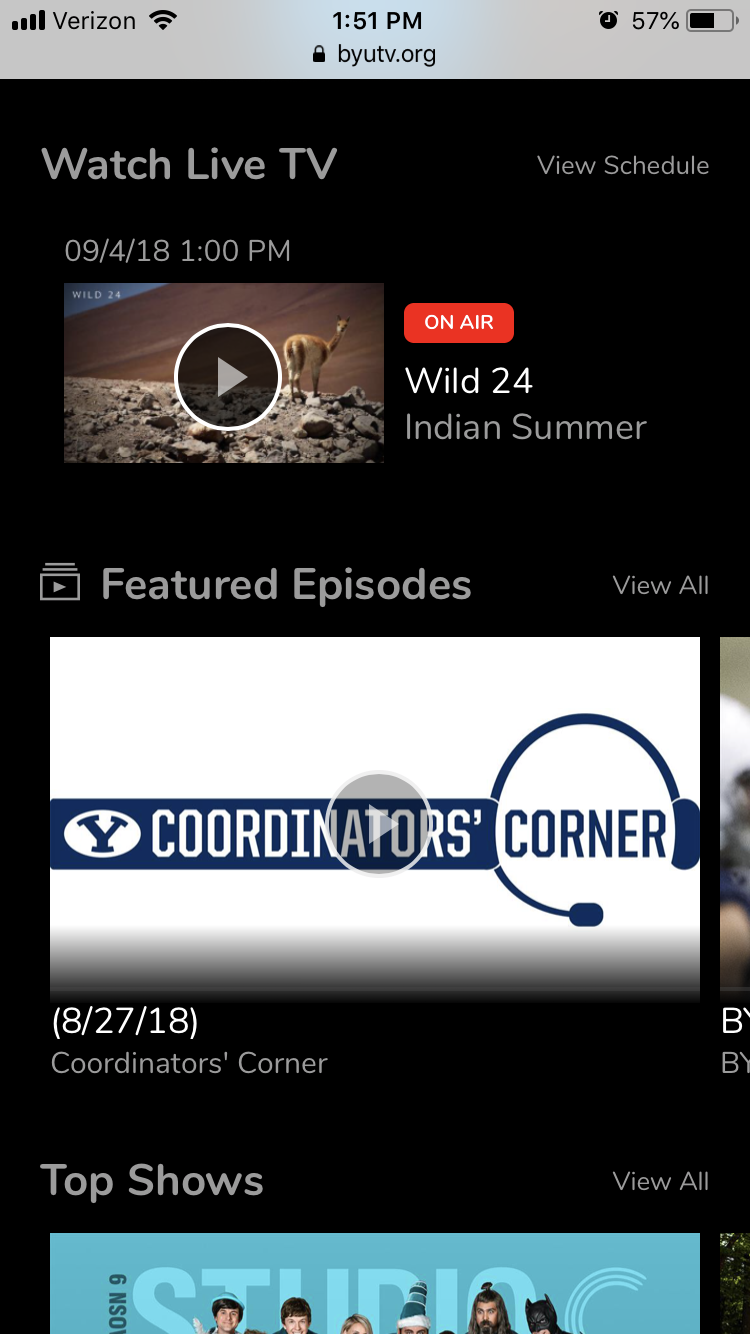 Verizon 1:51 PM 57%
byutv.org
Watch Live TV View Schedule
09/4/18 1:00 PM
WILD 24
ON AIR
Wild 24
Indian Summer
Featured Episodes View All
Y COORDINATORS' CORNER
(8/27/18)
Coordinators' Corner
BY
BY
Top Shows View All
STUDIO C